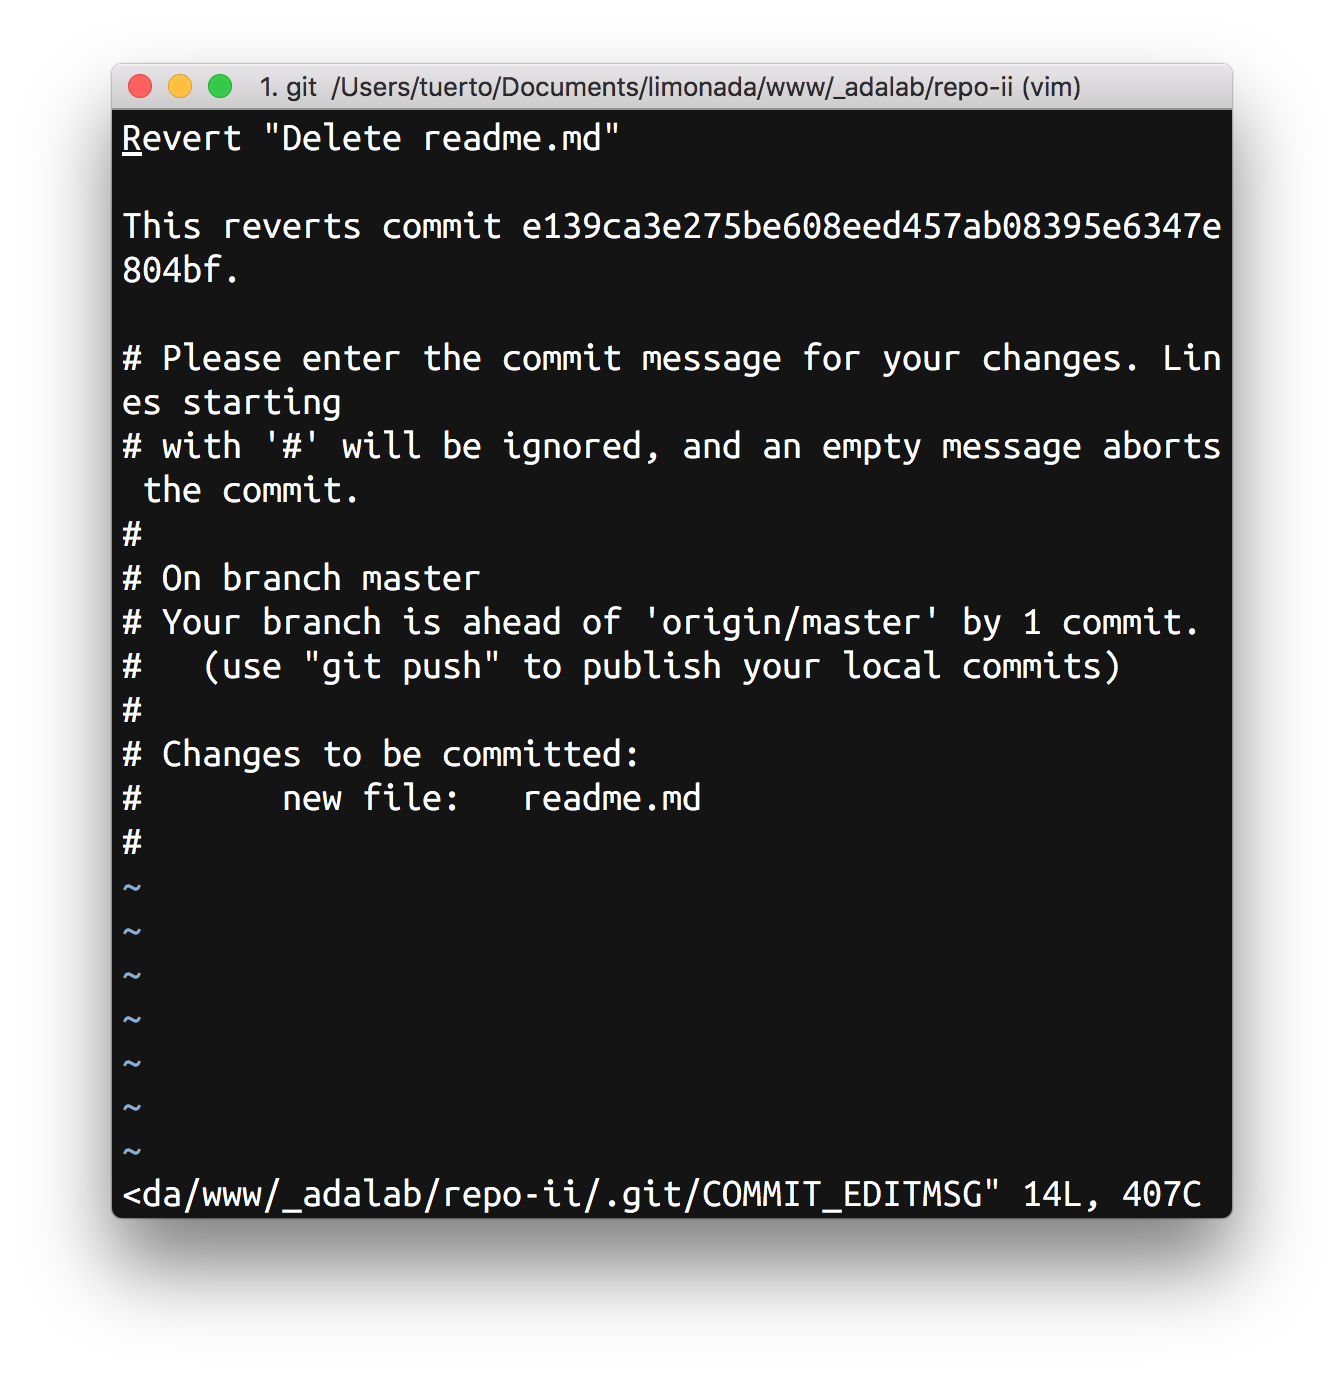 1. git /Users/tuerto/Documents/limonada/www/_adalab/repo-ii (vim)
Revert "Delete readme.md"
This reverts commit e139ca3e275be608eed457ab08395e6347e
804bf.
# Please enter the commit message for your changes. Lin
es starting
# with '#' will be ignored, and an empty message aborts
 the commit.
#
# On branch master
# Your branch is ahead of 'origin/master' by 1 commit.
#   (use "git push" to publish your local commits)
#
# Changes to be committed:
#       new file:   readme.md
#
~
~
~
~
~
~
~
<da/www/_adalab/repo-ii/.git/COMMIT_EDITMSG" 14L, 407C